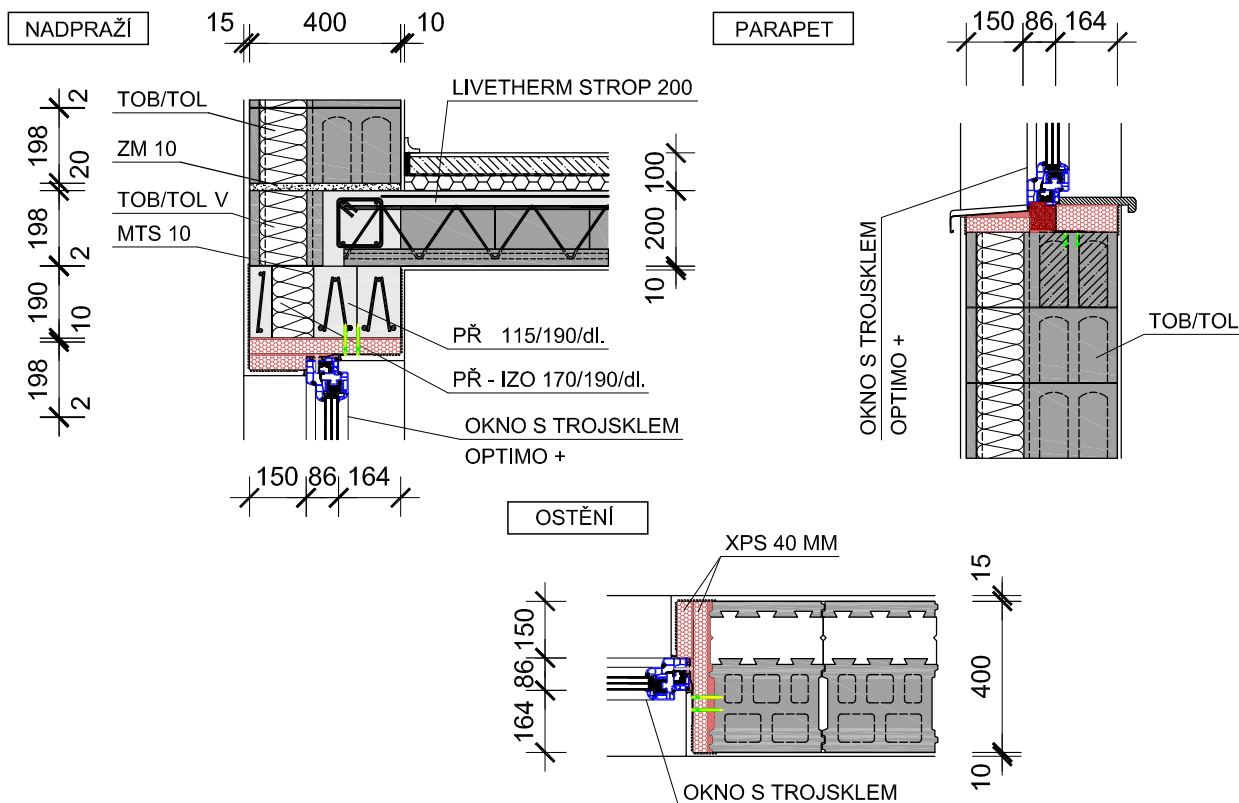 NADPRAŽÍ
15 400 10
TOB/TOL
ZM 10
TOB/TOL V
MTS 10
LIVETHERM STROP 200
2
198
20
198
2
190
10
198
2
100
200
10
PŘ 115/190/dl.
PŘ - IZO 170/190/dl.
OKNO S TROJSKLEM
OPTIMO +
150 86 164
PARAPET
150 86 164
OKNO S TROJSKLEM
OPTIMO +
TOB/TOL
OSTĚNÍ
XPS 40 MM
150
86
164
15
400
10
OKNO S TROJSKLEM